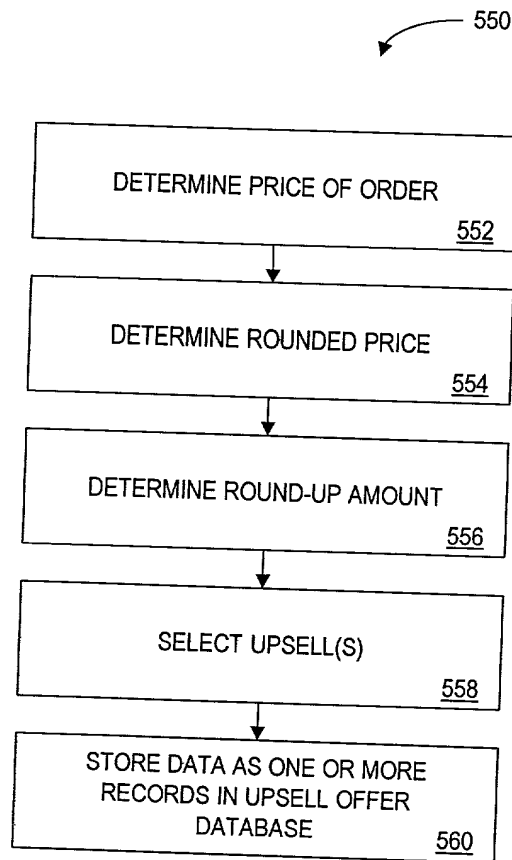 550
DETERMINE PRICE OF ORDER
552
DETERMINE ROUNDED PRICE
554
DETERMINE ROUND-UP AMOUNT
556
SELECT UPSELL(S)
558
STORE DATA AS ONE OR MORE
RECORDS IN UPSELL OFFER
DATABASE
560